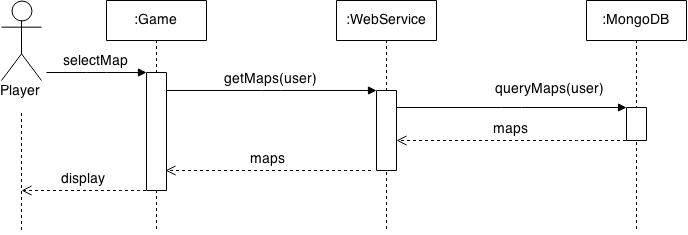 :Game
:WebService
:MongoDB
selectMap
Player
getMaps(user)
queryMaps(user)
maps
maps
display